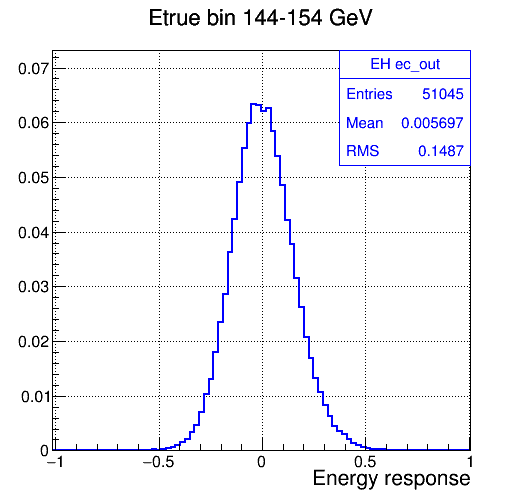 Etrue bin 144-154 GeV
EH ec_out
Entries 51045
Mean 0.005697
RMS 0.1487
0.07
0.06
0.05
0.04
0.03
0.02
0.01
0
−1 −0.5 0 0.5 1
Energy response